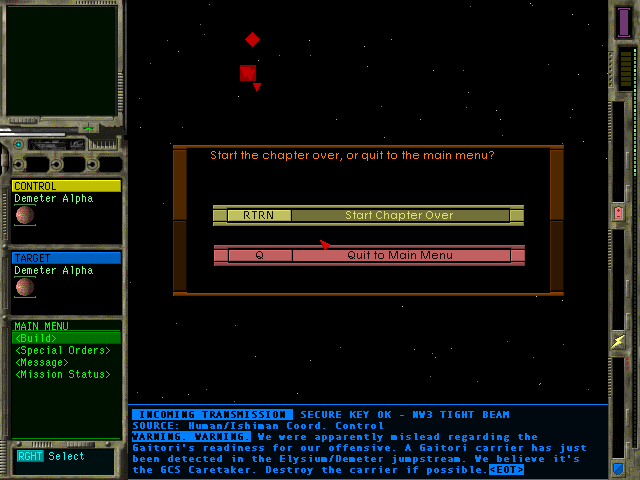 Start the chapter over, or quit to the main menu?
RTRN Start Chapter Over
Q Quit to Main Menu
CONTROL
Demeter Alpha
TARGET
Demeter Alpha
MAIN MENU
<Build>
<Special Orders>
<Message>
<Mission Status>
RGHT Select
INCOMING TRANSMISSION SECURE KEY OK - NW3 TIGHT BEAM
SOURCE: Human/Ishiman Coord. Control
WARNING. WARNING. We were apparently mislead regarding the
Gaitori's readiness for our offensive. A Gaitori carrier has just
been detected in the Elysium/Demeter jumpstream. We believe it's
the GCS Caretaker. Destroy the carrier if possible.<EOT>